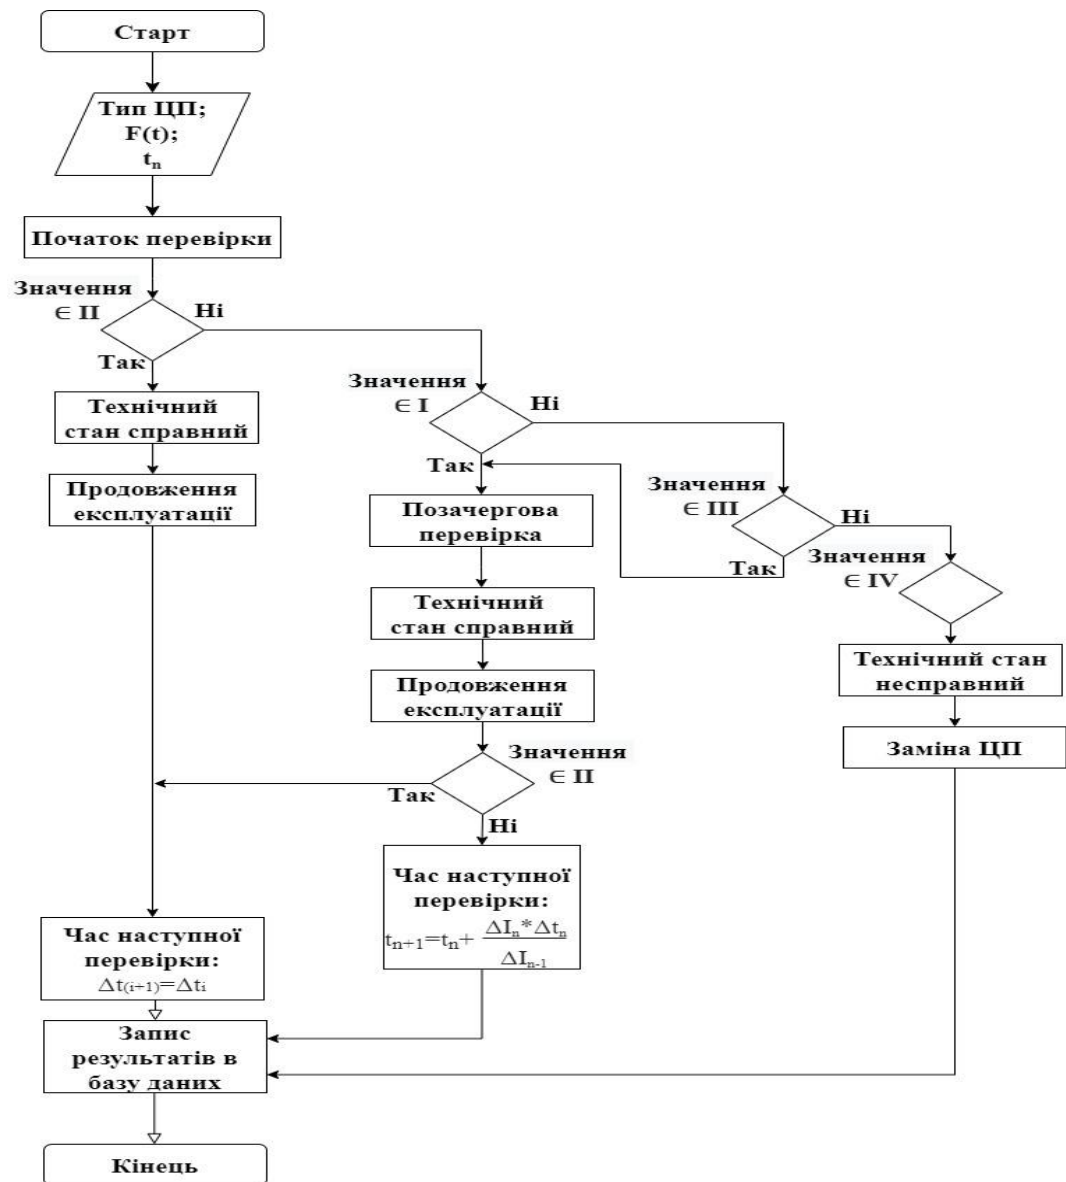 Старт
Тип ЦП;
F(t);
tₙ
Початок перевірки
Значення
∈ II
Ні
Так
Технічний
стан справний
Продовження
експлуатації
Значення
∈ I
Ні
Так
Позачергова
перевірка
Технічний
стан справний
Продовження
експлуатації
Значення
∈ II
Так
Ні
Час наступної
перевірки:
tₙ₊₁=tₙ+ ΔIₙ*Δtₙ
ΔIₙ₋₁
Значення
∈ III
Ні
Так
Значення
∈ IV
Технічний стан
несправний
Заміна ЦП
Час наступної
перевірки:
Δt(i+1)=Δti
Запис
результатів в
базу даних
Кінець